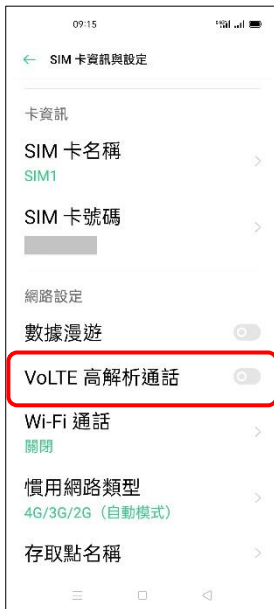 09:15
← SIM 卡資訊與設定
卡資訊
SIM 卡名稱
SIM1
SIM 卡號碼
網路設定
數據漫遊
VoLTE 高解析通話
Wi-Fi 通話
關閉
慣用網路類型
4G/3G/2G（自動模式）
存取點名稱